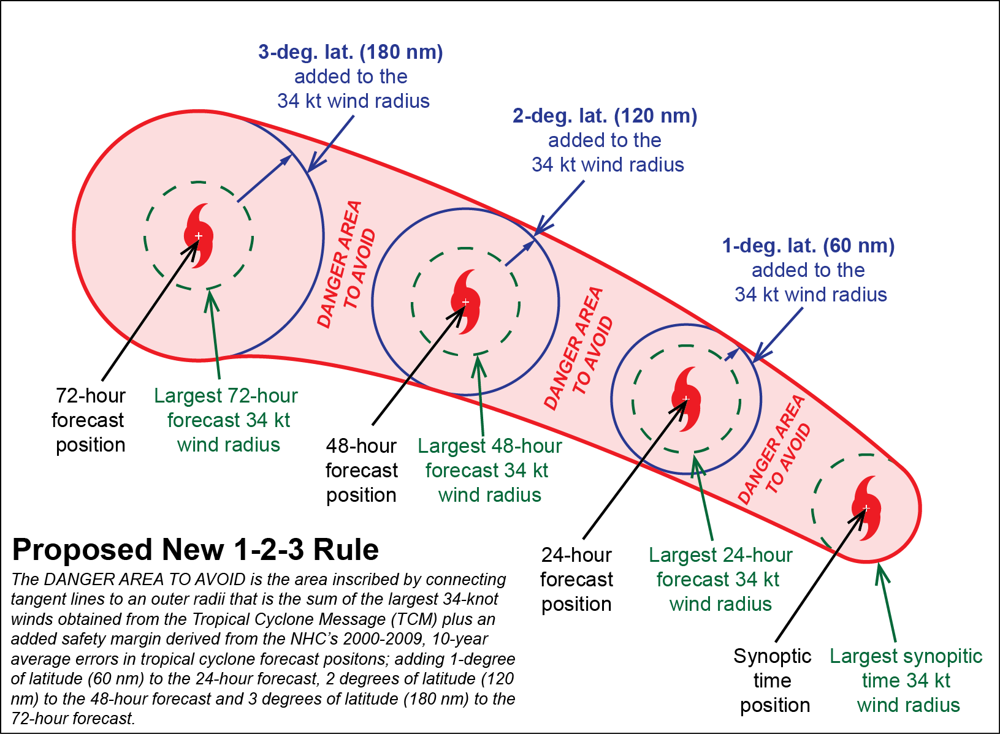 3-deg. lat. (180 nm)
added to the
34 kt wind radius
2-deg. lat. (120 nm)
added to the
34 kt wind radius
1-deg. lat. (60 nm)
added to the
34 kt wind radius
DANGER AREA
TO AVOID
DANGER AREA
TO AVOID
DANGER AREA
TO AVOID
72-hour
forecast
position
Largest 72-hour
forecast 34 kt
wind radius
48-hour
forecast
position
Largest 48-hour
forecast 34 kt
wind radius
24-hour
forecast
position
Largest 24-hour
forecast 34 kt
wind radius
Synoptic
time
position
Largest synopitic
time 34 kt
wind radius
Proposed New 1-2-3 Rule
The DANGER AREA TO AVOID is the area inscribed by connecting
tangent lines to an outer radii that is the sum of the largest 34-knot
winds obtained from the Tropical Cyclone Message (TCM) plus an
added safety margin derived from the NHC's 2000-2009, 10-year
average errors in tropical cyclone forecast positons; adding 1-degree
of latitude (60 nm) to the 24-hour forecast, 2 degrees of latitude (120
nm) to the 48-hour forecast and 3 degrees of latitude (180 nm) to the
72-hour forecast.